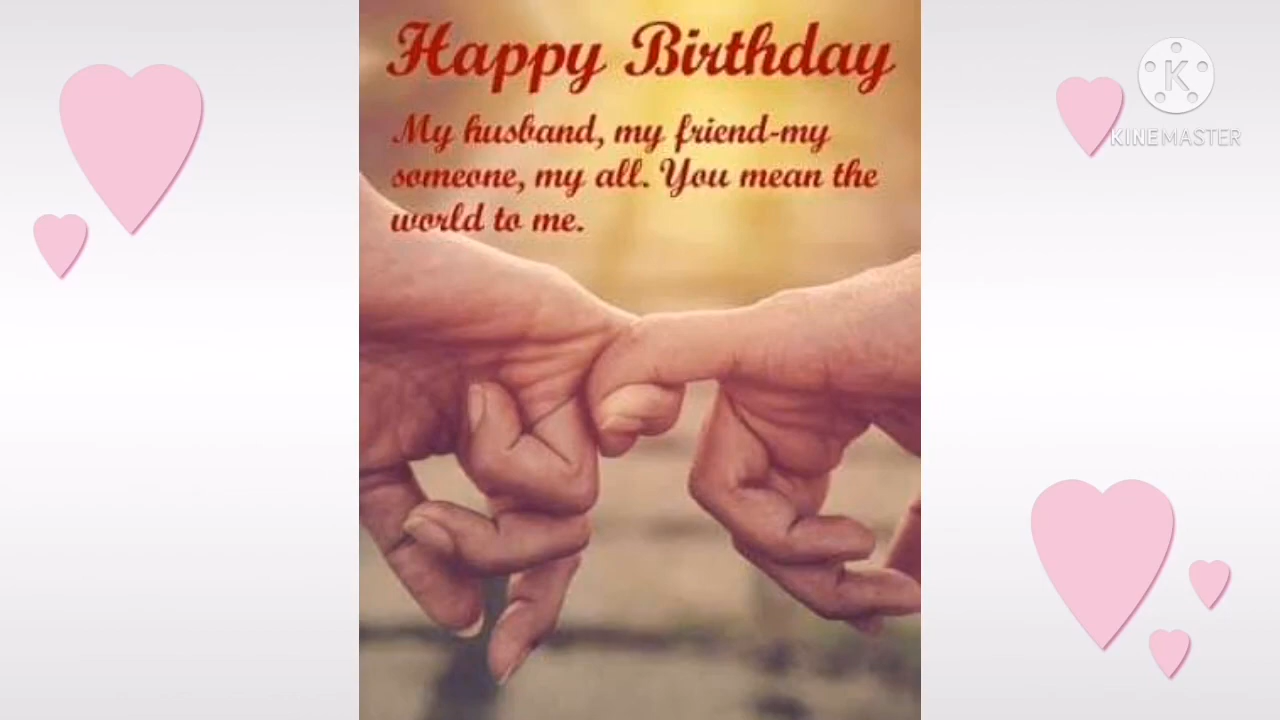 Happy Birthday
My husband, my friend-my
someone, my all. You mean the
world to me.
K
KINEMASTER